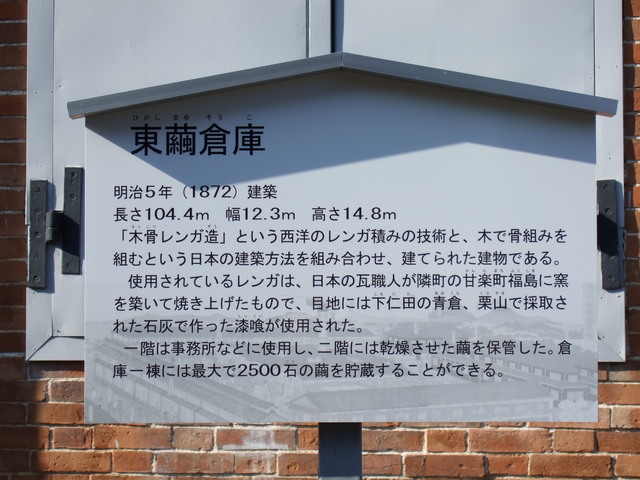 ひがし まゆ そう こ
東繭倉庫
明治5年（1872）建築
長さ104.4m 幅12.3m 高さ14.8m
「木骨レンガ造」という西洋のレンガ積みの技術と、木で骨組みを
組むという日本の建築方法を組み合わせ、建てられた建物である。
使用されているレンガは、日本の瓦職人が隣町の甘楽町福島に窯
を築いて焼き上げたもので、目地には下仁田の青倉、栗山で採取さ
れた石灰で作った漆喰が使用された。
一階は事務所などに使用し、二階には乾燥させた繭を保管した。倉
庫一棟には最大で2500石の繭を貯蔵することができる。